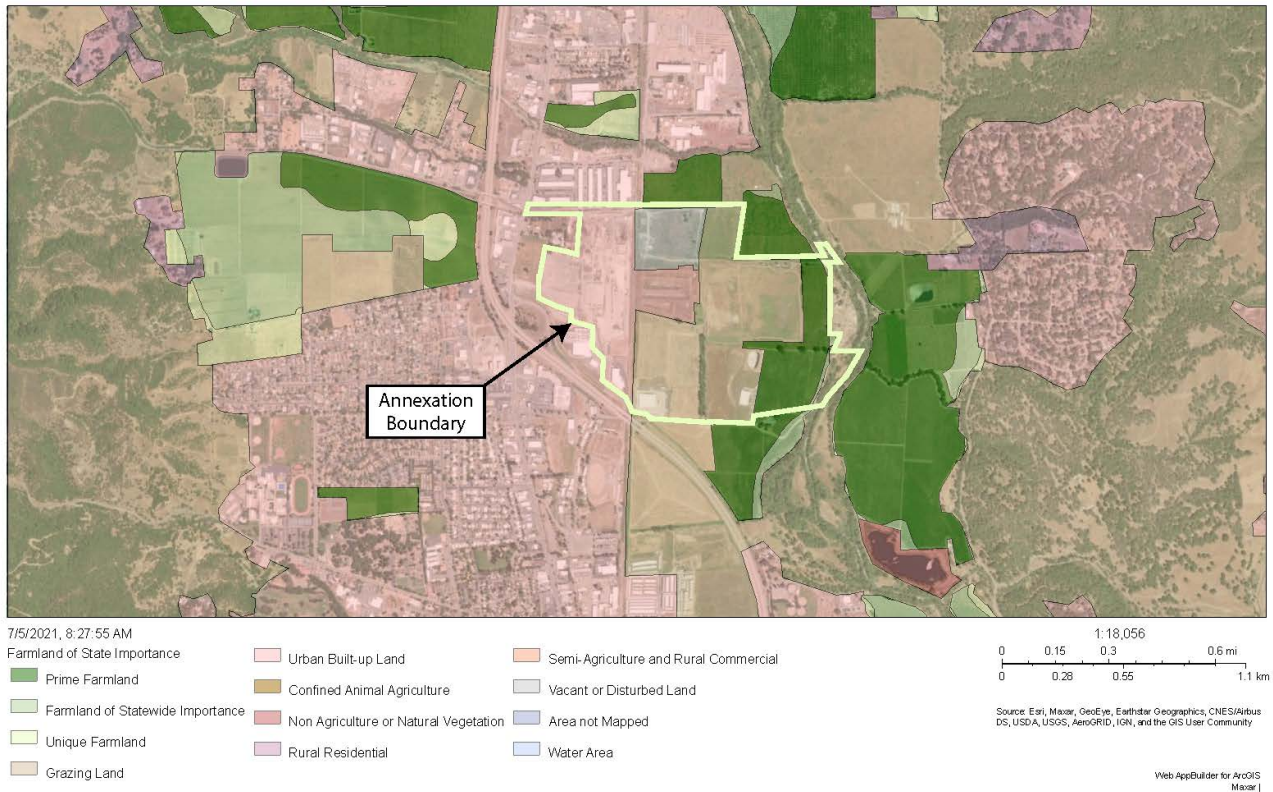 Annexation
Boundary
7/5/2021, 8:27:55 AM
Farmland of State Importance
Prime Farmland
Farmland of Statewide Importance
Unique Farmland
Grazing Land
Urban Built-up Land
Confined Animal Agriculture
Non Agriculture or Natural Vegetation
Rural Residential
Semi-Agriculture and Rural Commercial
Vacant or Disturbed Land
Area not Mapped
Water Area
1:18,056
0 0.15 0.3 0.6 mi
0 0.28 0.55 1.1 km
Source: Esri, Maxar, GeoEye, Earthstar Geographics, CNES/Airbus
DS, USDA, USGS, AeroGRID, IGN, and the GIS User Community
Web AppBuilder for ArcGIS
Maxar |